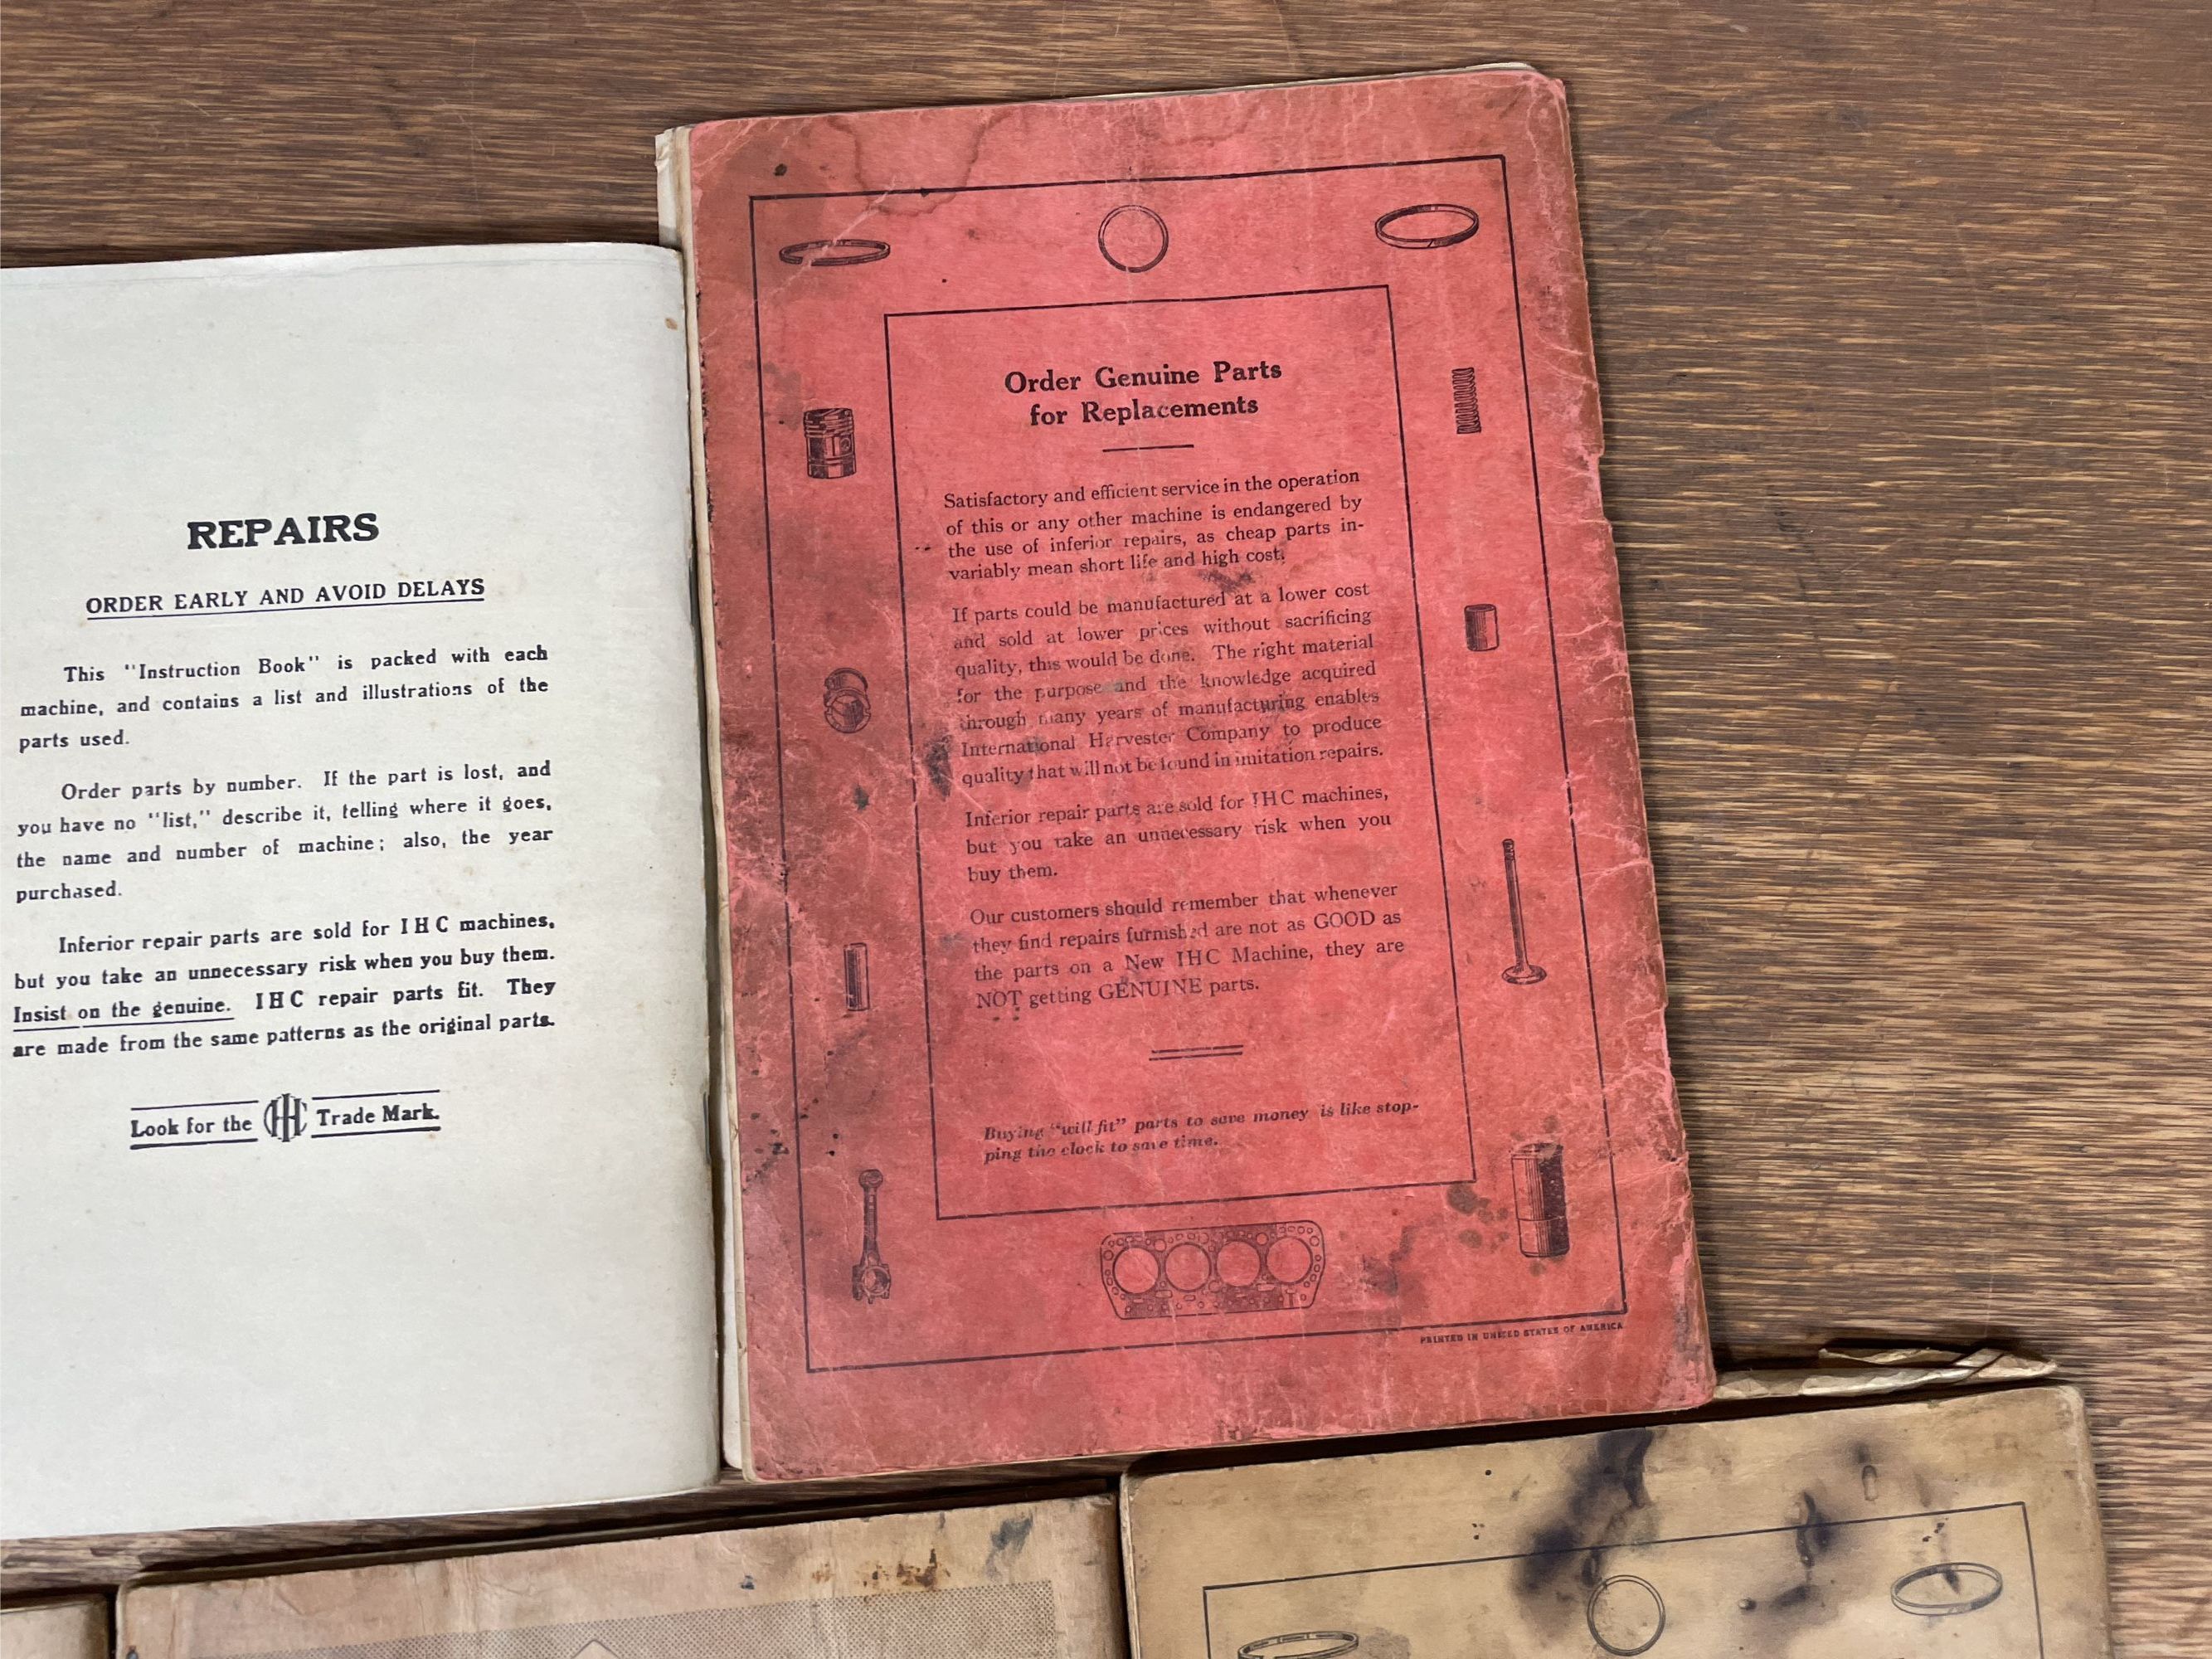 REPAIRS
ORDER EARLY AND AVOID DELAYS
This "Instruction Book" is packed with each
machine, and contains a list and illustrations of the
parts used.
Order parts by number. If the part is lost, and
you have no "list," describe it, telling where it goes,
the name and number of machine; also, the year
purchased.
Inferior repair parts are sold for I H C machines,
but you take an unnecessary risk when you buy them.
Insist on the genuine. I H C repair parts fit. They
are made from the same patterns as the original parts.
Look for the IHC Trade Mark.
Order Genuine Parts
for Replacements
Satisfactory and efficient service in the operation
of this or any other machine is endangered by
the use of inferior repairs, as cheap parts in-
variably mean short life and high cost.
If parts could be manufactured at a lower cost
and sold at lower prices without sacrificing
quality, this would be done. The right material
for the purpose and the knowledge acquired
through many years of manufacturing enables
International Harvester Company to produce
quality that will not be found in imitation repairs.
Inferior repair parts are sold for IHC machines,
but you take an unnecessary risk when you
buy them.
Our customers should remember that whenever
they find repairs furnished are not as GOOD as
the parts on a New IHC Machine, they are
NOT getting GENUINE parts.
Buying "will fit" parts to save money is like stop-
ping the clock to save time.
PRINTED IN UNITED STATES OF AMERICA